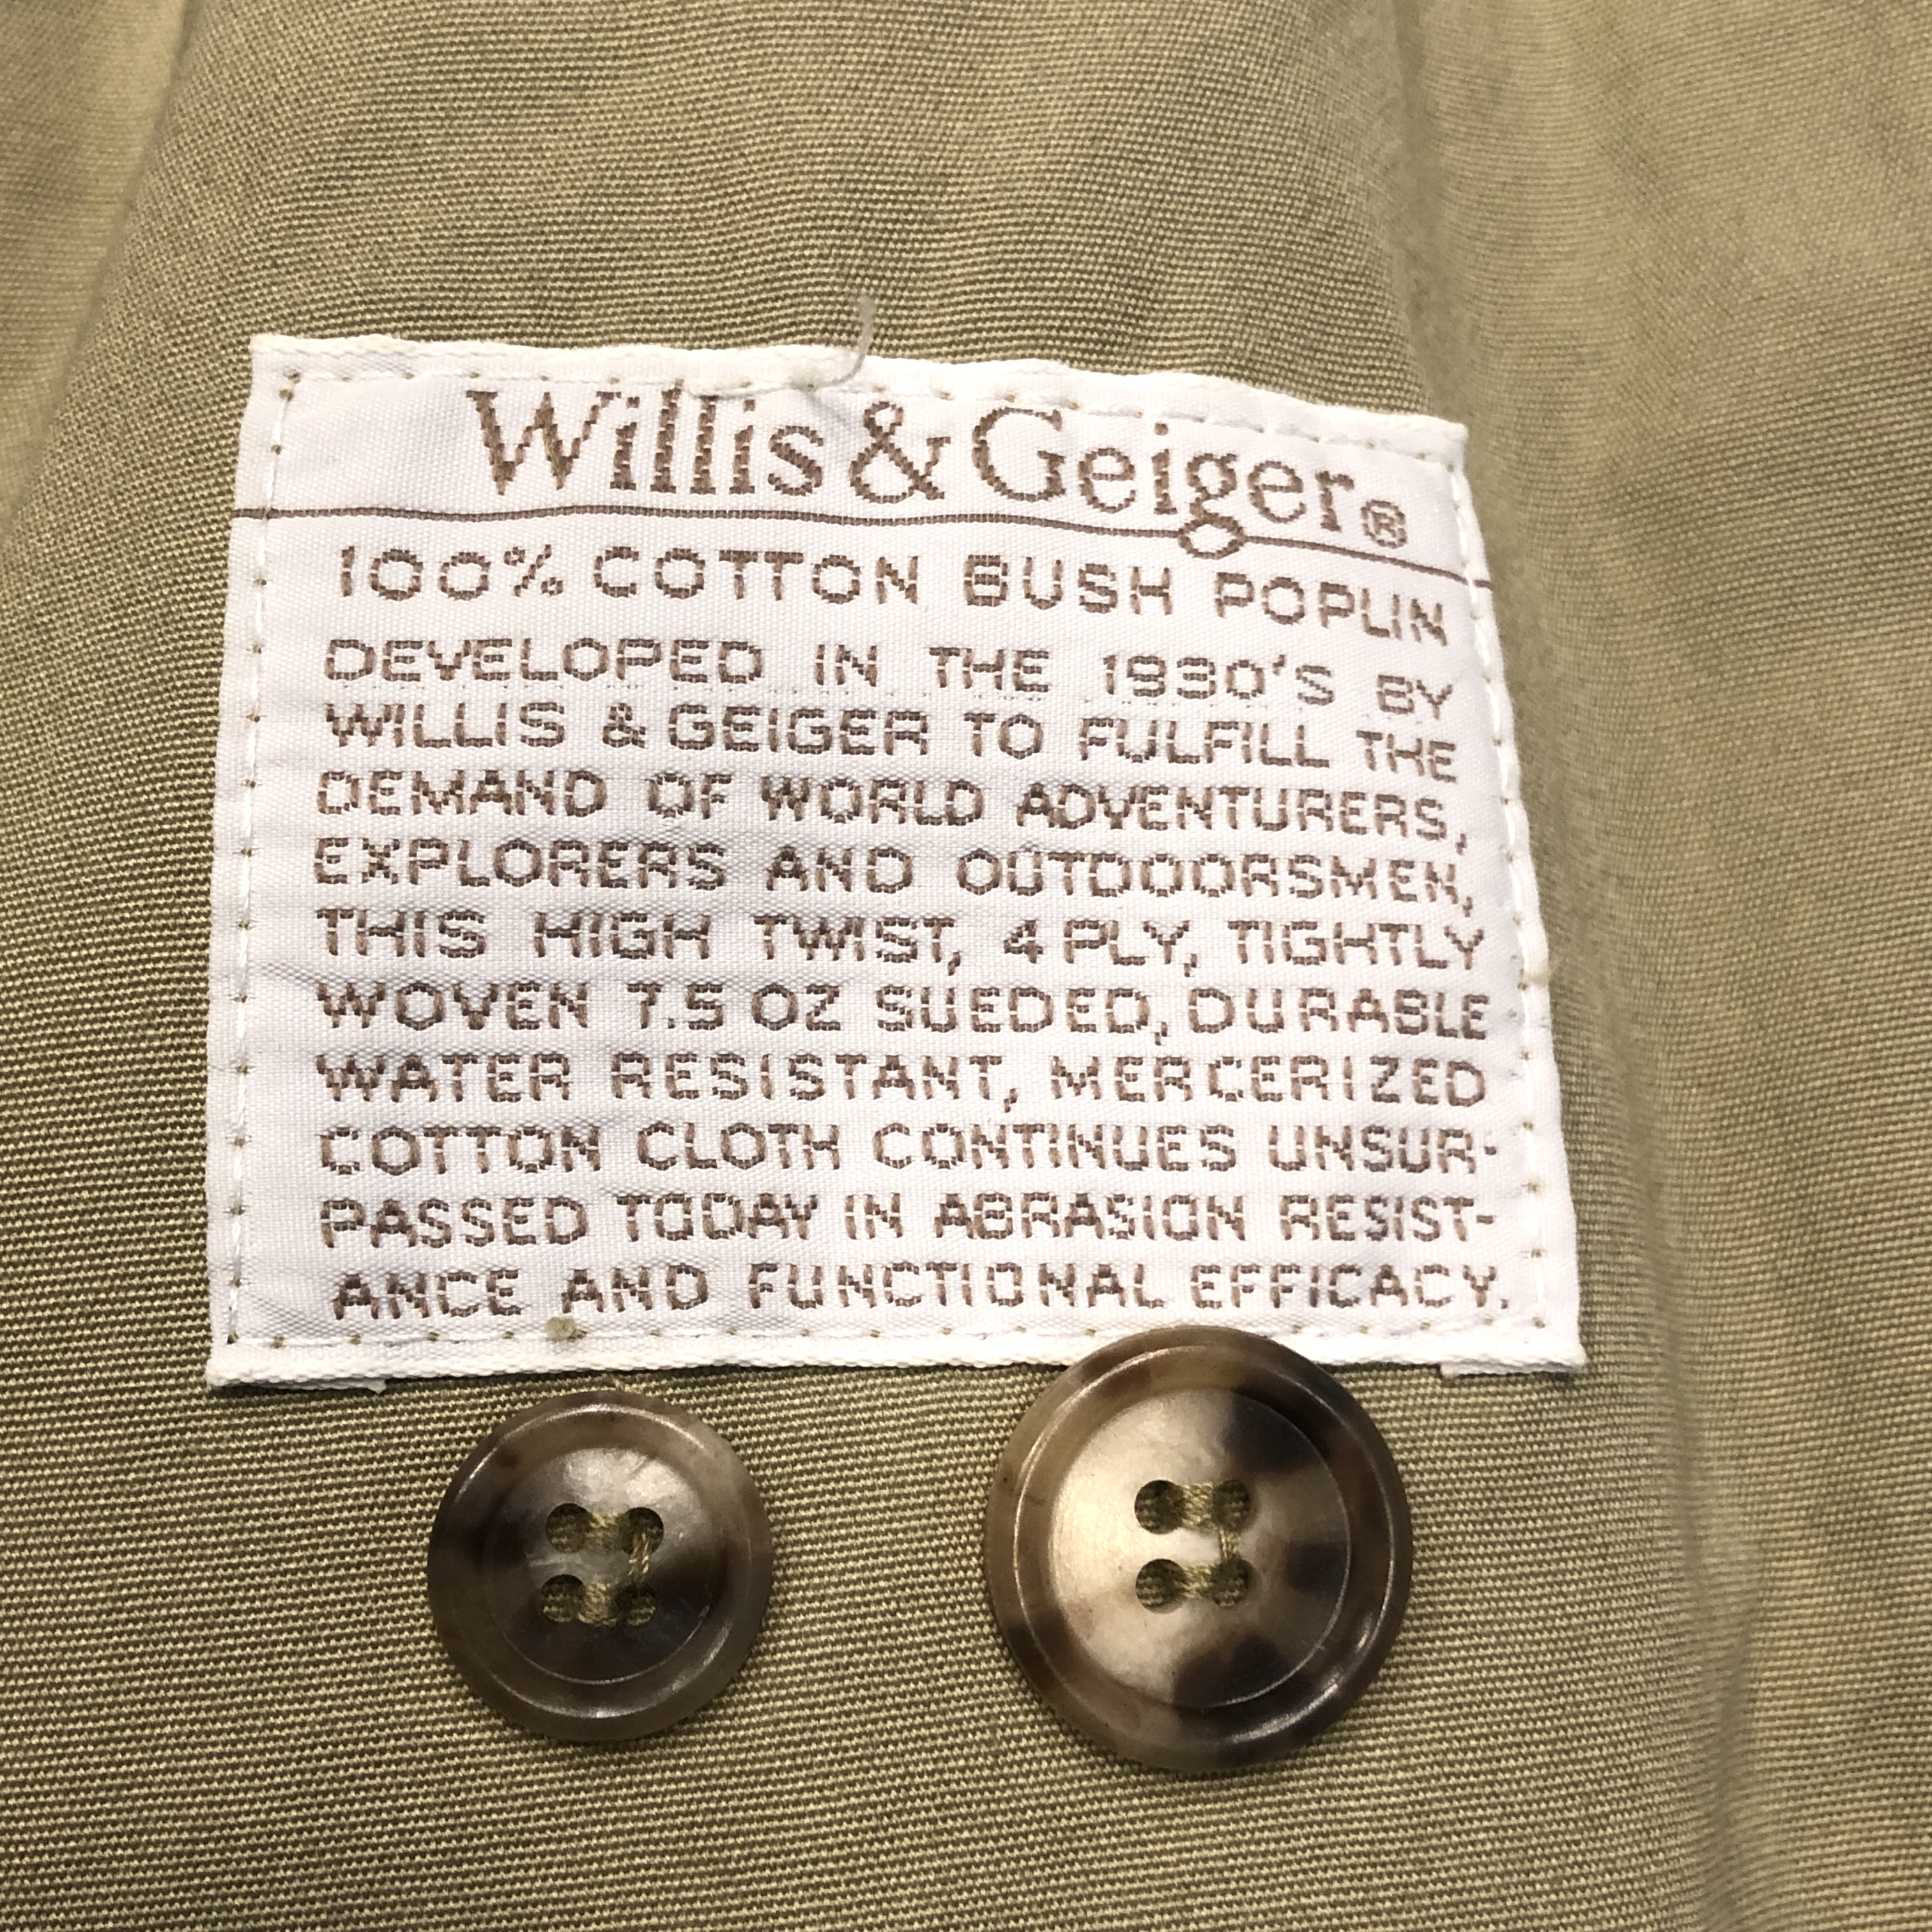 Willis & Geiger®
100% COTTON BUSH POPLIN
DEVELOPED IN THE 1930'S BY
WILLIS & GEIGER TO FULFILL THE
DEMAND OF WORLD ADVENTURERS,
EXPLORERS AND OUTDOORSMEN,
THIS HIGH TWIST, 4 PLY, TIGHTLY
WOVEN 7.5 OZ SUEDED, DURABLE
WATER RESISTANT, MERCERIZED
COTTON CLOTH CONTINUES UNSUR-
PASSED TODAY IN ABRASION RESIST-
ANCE AND FUNCTIONAL EFFICACY.